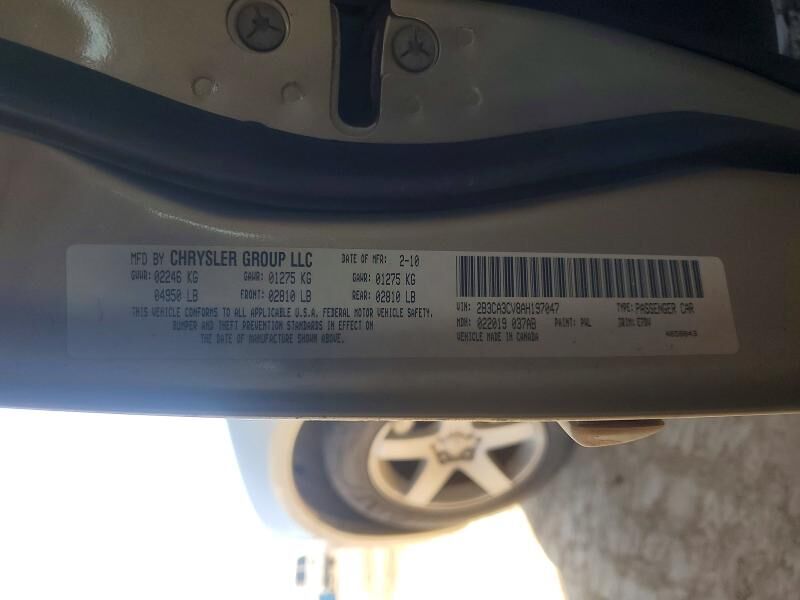 MFD BY CHRYSLER GROUP LLC DATE OF MFR: 2-10
GVWR: 02246 KG GAWR: 01275 KG GAWR: 01275 KG
04950 LB FRONT: 02810 LB REAR: 02810 LB
THIS VEHICLE CONFORMS TO ALL APPLICABLE U.S.A. FEDERAL MOTOR VEHICLE SAFETY,
BUMPER AND THEFT PREVENTION STANDARDS IN EFFECT ON
THE DATE OF MANUFACTURE SHOWN ABOVE.
VIN: 2B3CA3CV8AH197047 TYPE: PASSENGER CAR
MDH: 022019 037AB PAINT: PKL TRIM: E7DV
VEHICLE MADE IN CANADA